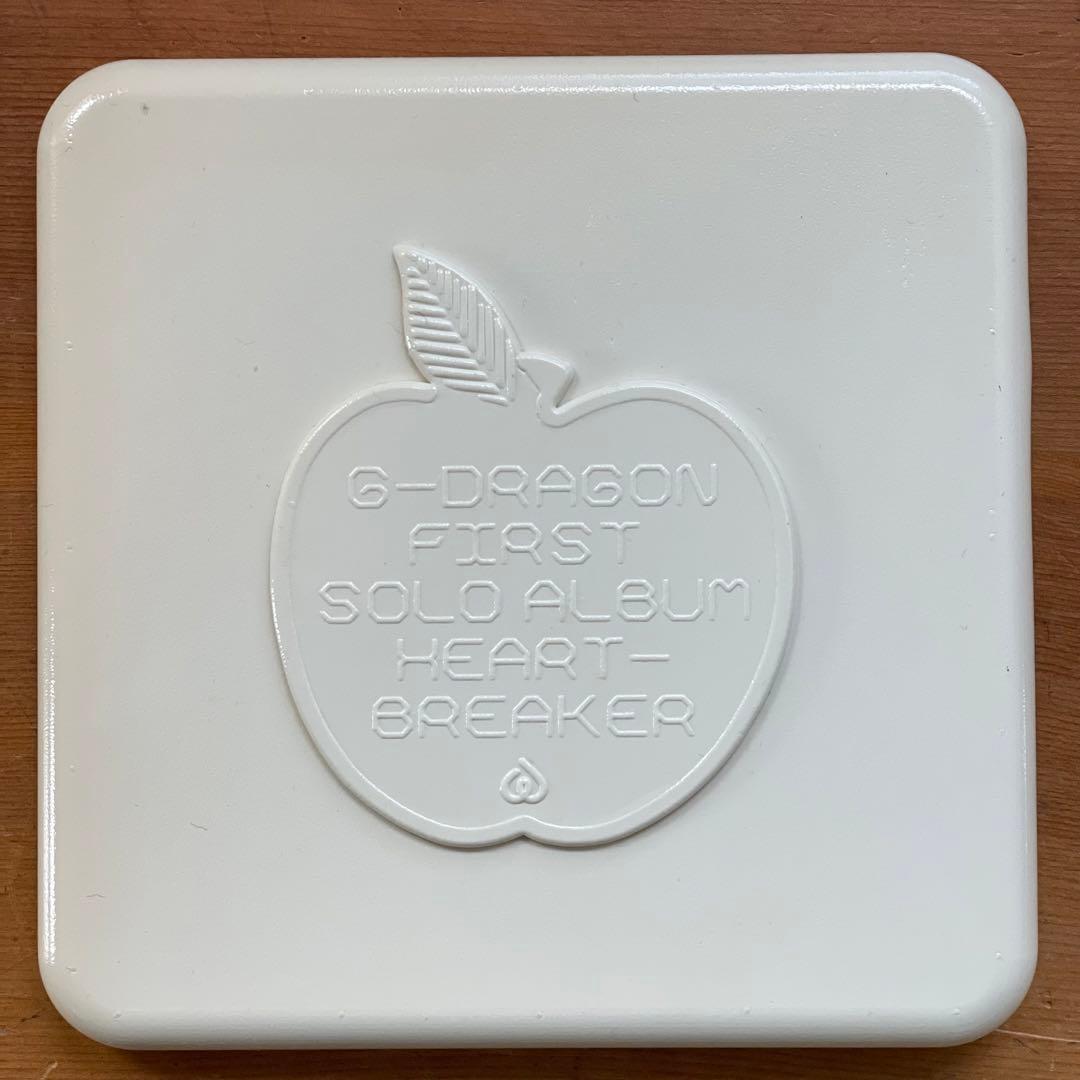 G-DRAGON
FIRST
SOLO ALBUM
HEART-
BREAKER